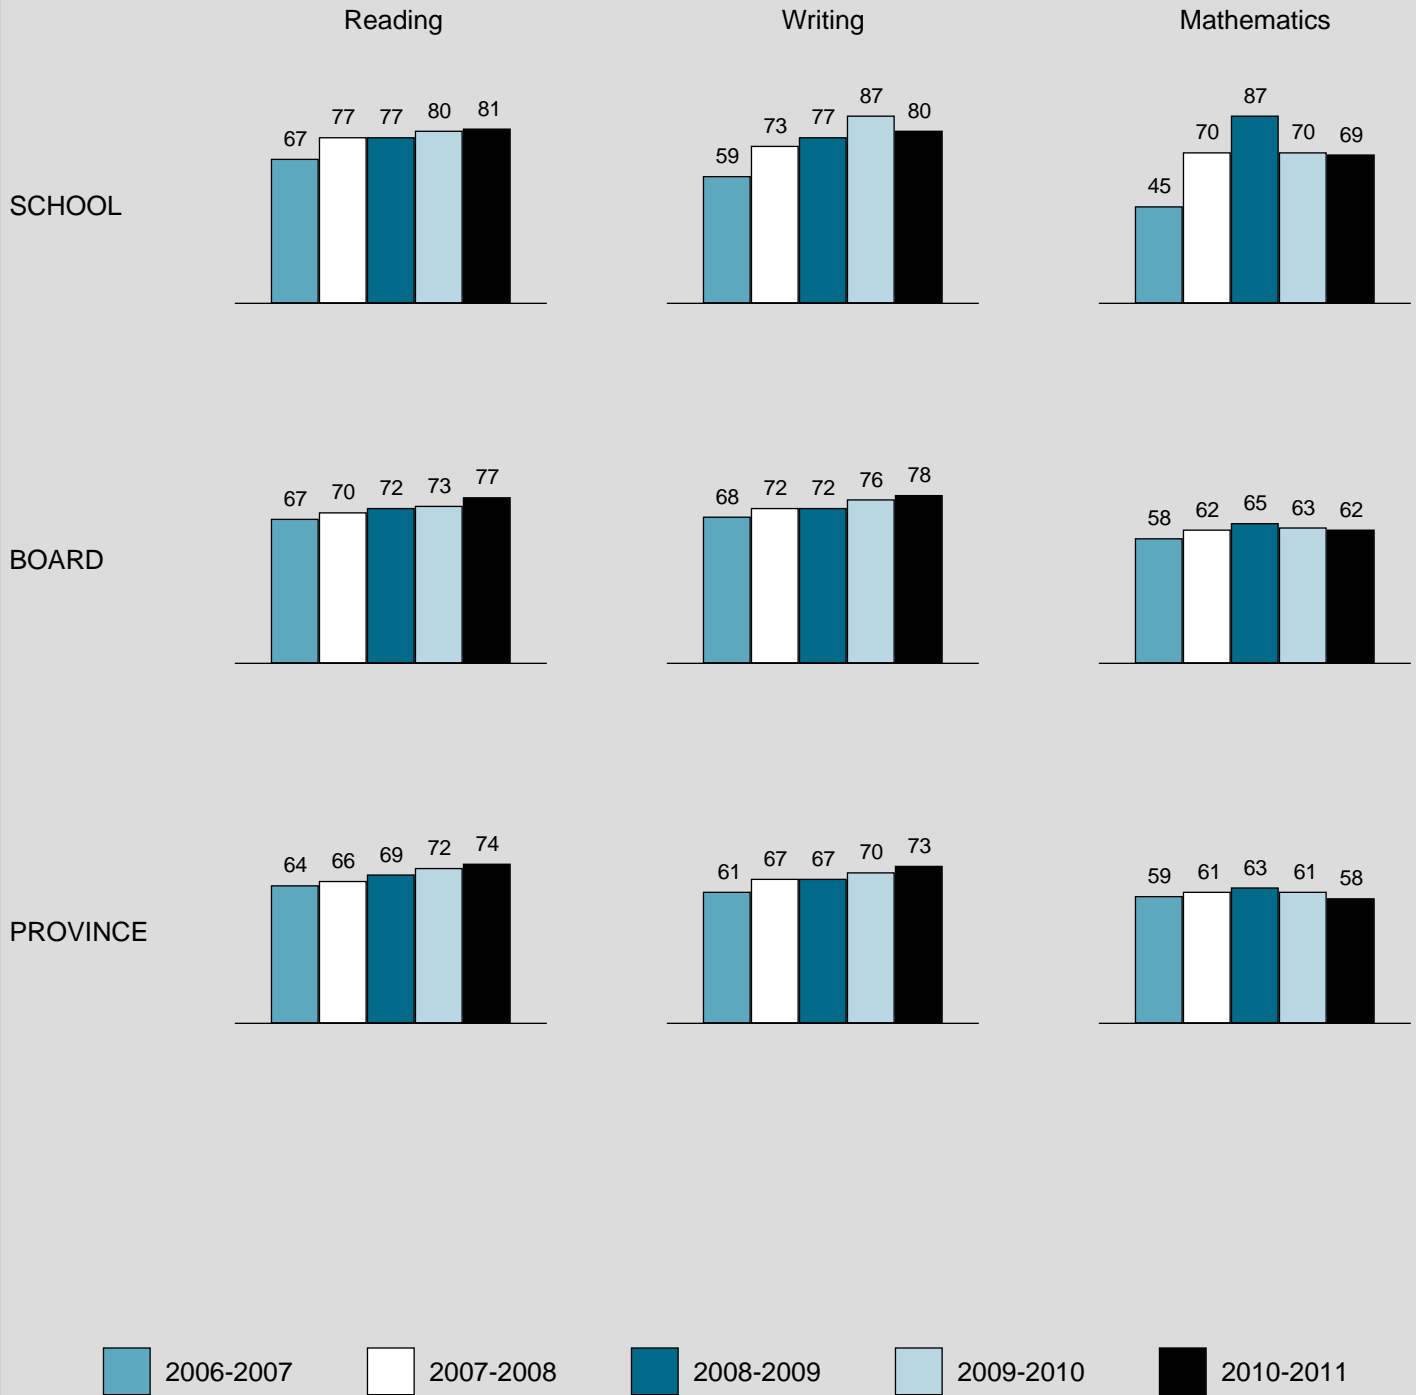 Reading Writing Mathematics
SCHOOL
67 77 77 80 81
59 73 77 87 80
45 70 87 70 69
BOARD
67 70 72 73 77
68 72 72 76 78
58 62 65 63 62
PROVINCE
64 66 69 72 74
61 67 67 70 73
59 61 63 61 58
2006-2007 2007-2008 2008-2009 2009-2010 2010-2011